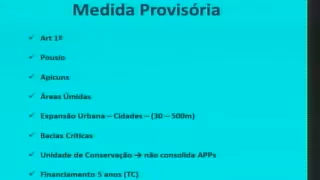 Medida Provisória
✓ Art 1º
✓ Pousio
✓ Apicuns
✓ Áreas Úmidas
✓ Expansão Urbana – Cidades – (30 – 500m)
✓ Bacias Críticas
✓ Unidade de Conservação → não consolida APPs
✓ Financiamento 5 anos (TC)